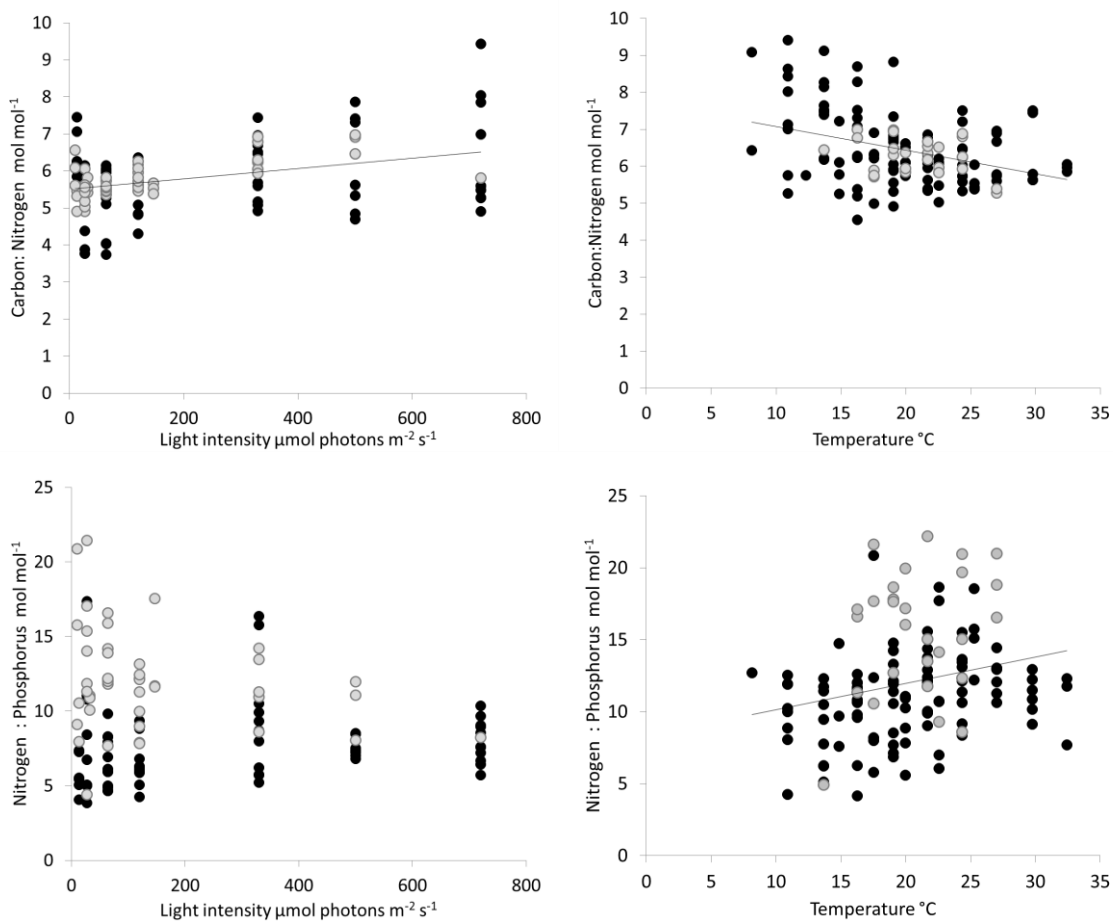 10
9
8
7
6
5
4
3
2
1
0
Carbon: Nitrogen mol mol⁻¹
0 200 400 600 800
Light intensity µmol photons m⁻² s⁻¹
10
9
8
7
6
5
4
3
2
1
0
Carbon:Nitrogen mol mol⁻¹
0 5 10 15 20 25 30 35
Temperature °C
25
20
15
10
5
0
Nitrogen : Phosphorus mol mol⁻¹
0 200 400 600 800
Light intensity µmol photons m⁻² s⁻¹
25
20
15
10
5
0
Nitrogen : Phosphorus mol mol⁻¹
0 5 10 15 20 25 30 35
Temperature °C